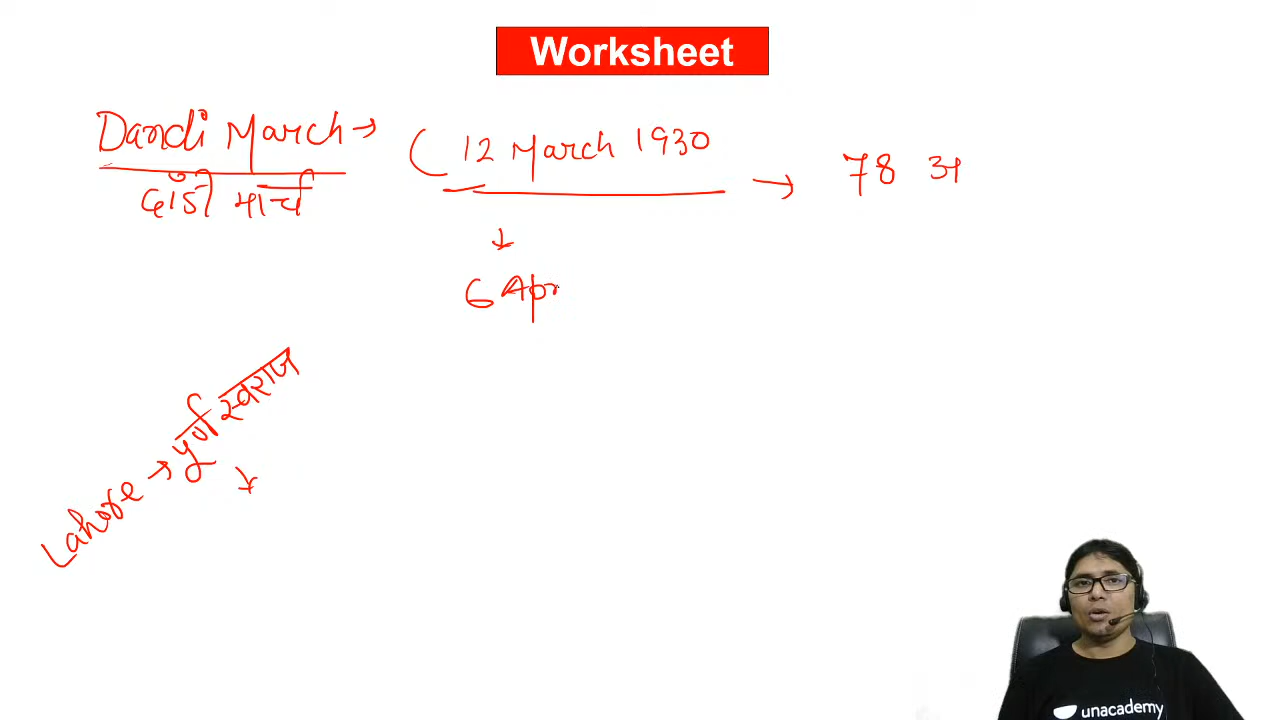 Worksheet
Dandi March → ( 12 March 1930 → 78 अ
दांडी मार्च
↓
6 Apr
Lahore → पूर्ण स्वराज
↓
unacademy